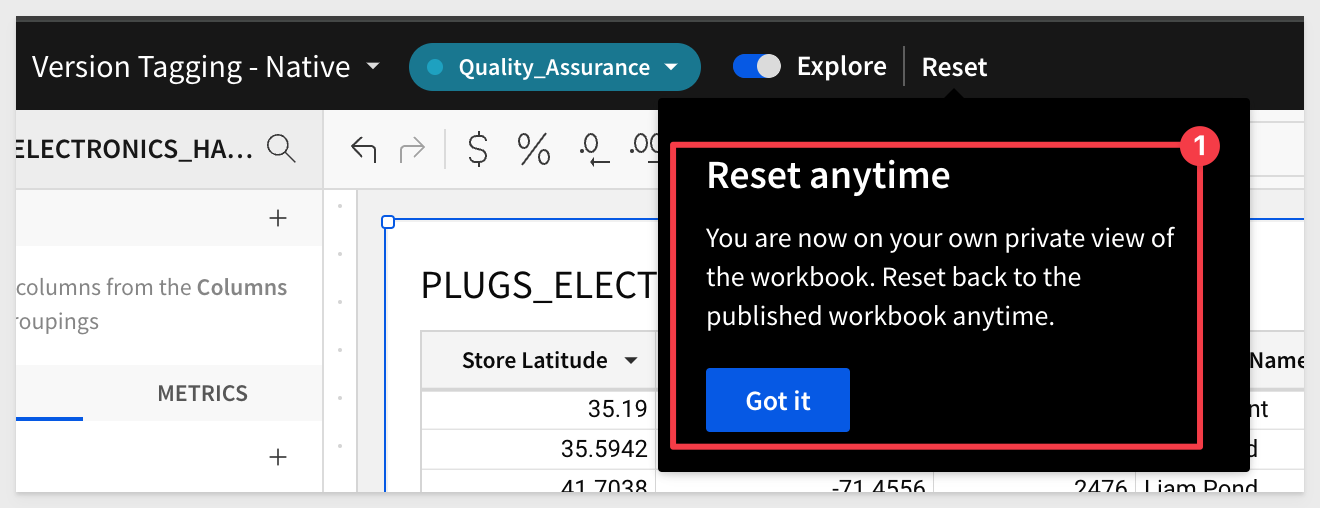 Version Tagging - Native
Quality_Assurance
Explore
Reset
ELECTRONICS_HA...
$ % .0 .00
1
Reset anytime
You are now on your own private view of
the workbook. Reset back to the
published workbook anytime.
Got it
columns from the Columns
roupings
METRICS
PLUGS_ELECT
Store Latitude
Name
35.19
nt
35.5942
d
41.7038
-71.4556
2476
Liam Pond